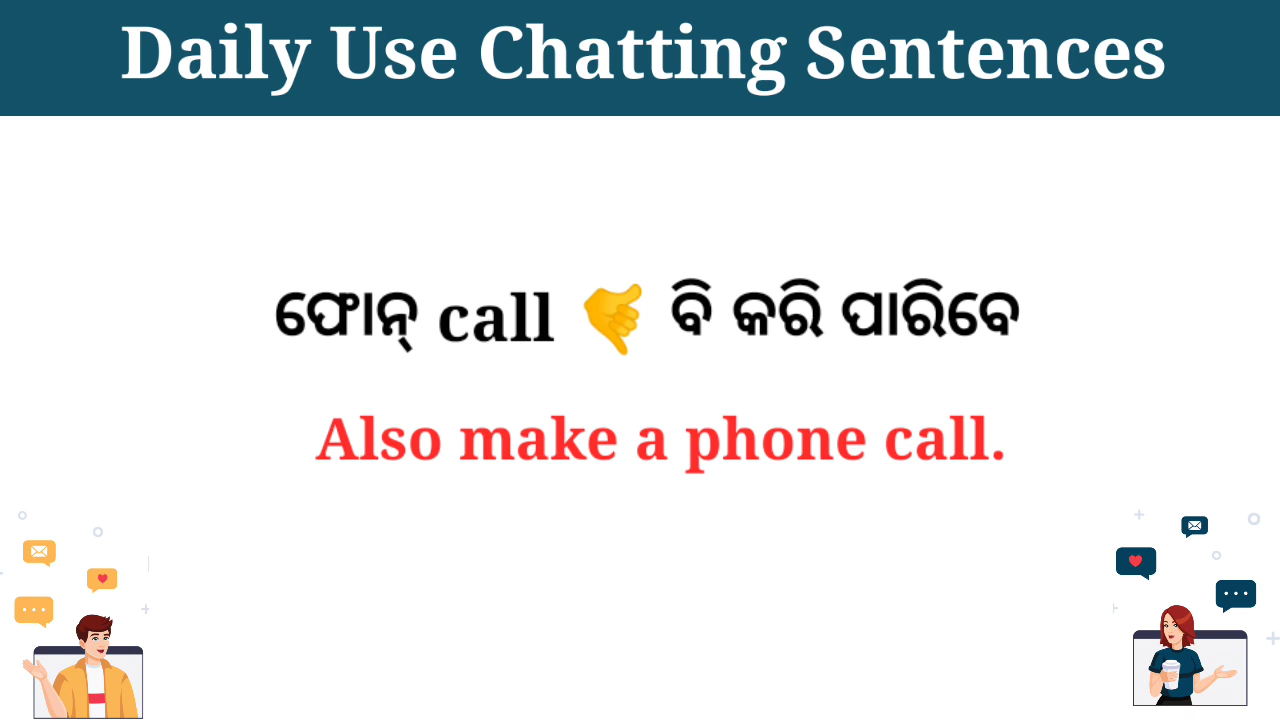 Daily Use Chatting Sentences
ଫୋନ୍ call 🤙 ବି କରି ପାରିବେ
Also make a phone call.